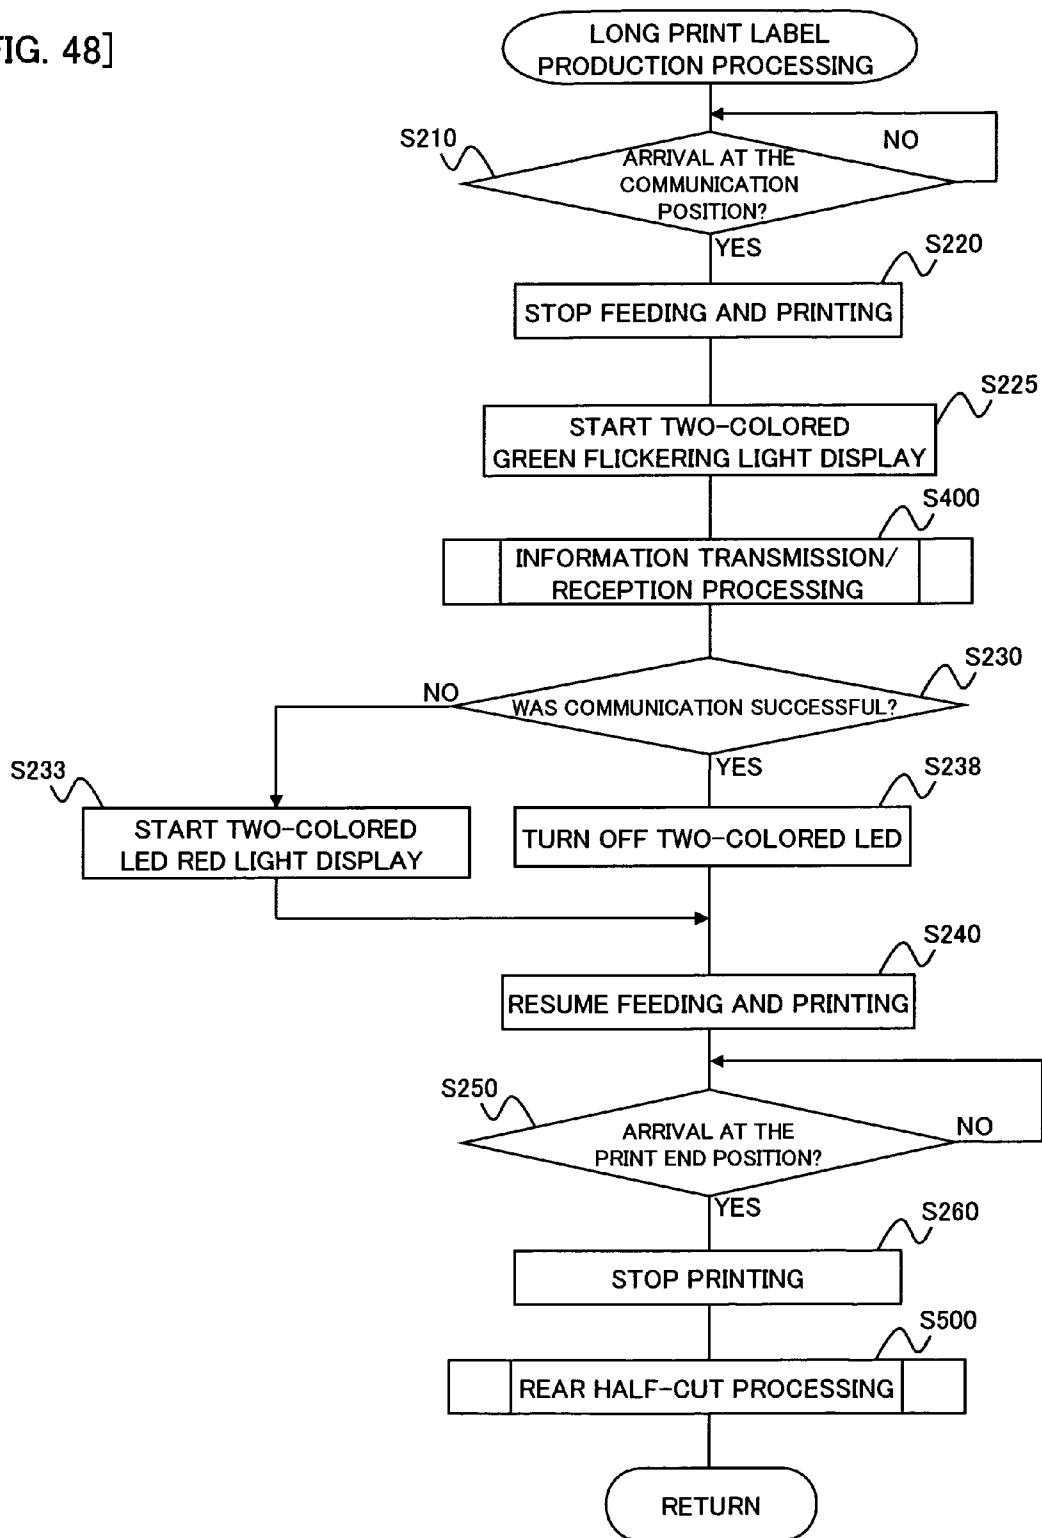 FIG. 48]
LONG PRINT LABEL
PRODUCTION PROCESSING
S210
NO
ARRIVAL AT THE
COMMUNICATION
POSITION?
YES
S220
STOP FEEDING AND PRINTING
S225
START TWO-COLORED
GREEN FLICKERING LIGHT DISPLAY
S400
INFORMATION TRANSMISSION/
RECEPTION PROCESSING
S230
NO
WAS COMMUNICATION SUCCESSFUL?
YES
S233
START TWO-COLORED
LED RED LIGHT DISPLAY
S238
TURN OFF TWO-COLORED LED
S240
RESUME FEEDING AND PRINTING
S250
ARRIVAL AT THE
PRINT END POSITION?
NO
YES
S260
STOP PRINTING
S500
REAR HALF-CUT PROCESSING
RETURN